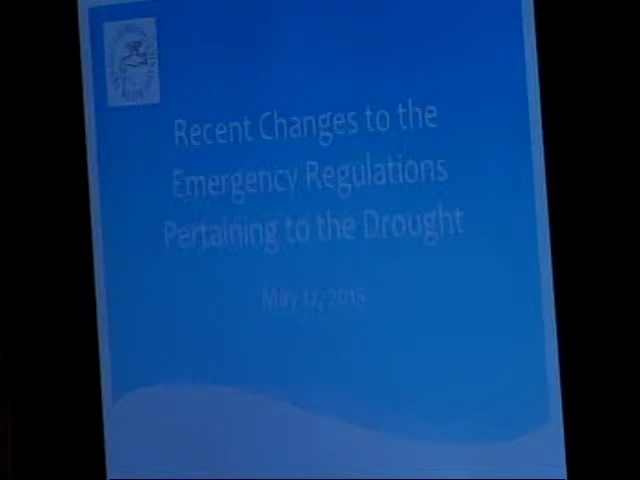 Recent Changes to the
Emergency Regulations
Pertaining to the Drought
May 12, 2015